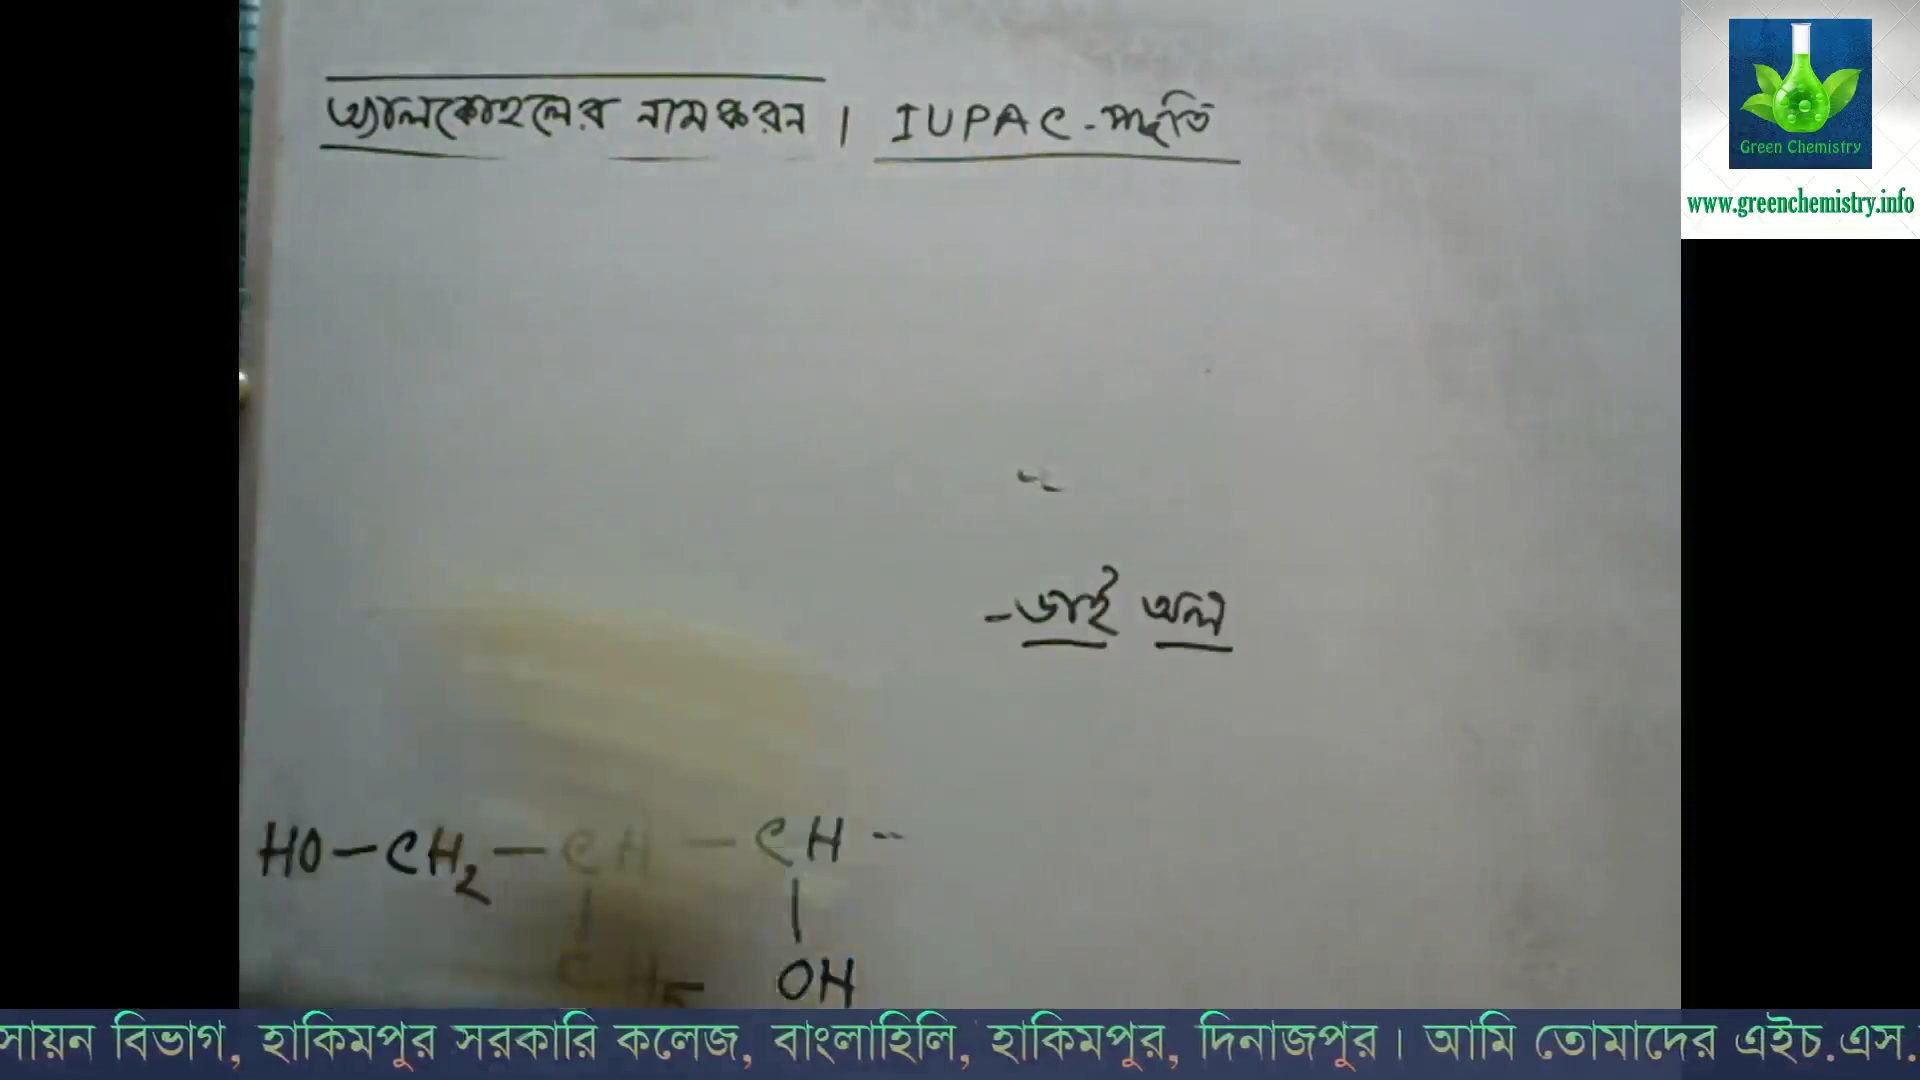 অ্যালকোহলের নামকরন । IUPAC-পদ্ধতি
Green Chemistry
www.greenchemistry.info
-ডাই অল
HO-CH2-CH-CH--
OH
সায়ন বিভাগ, হাকিমপুর সরকারি কলেজ, বাংলাহিলি, হাকিমপুর, দিনাজপুর। আমি তোমাদের এইচ.এস.